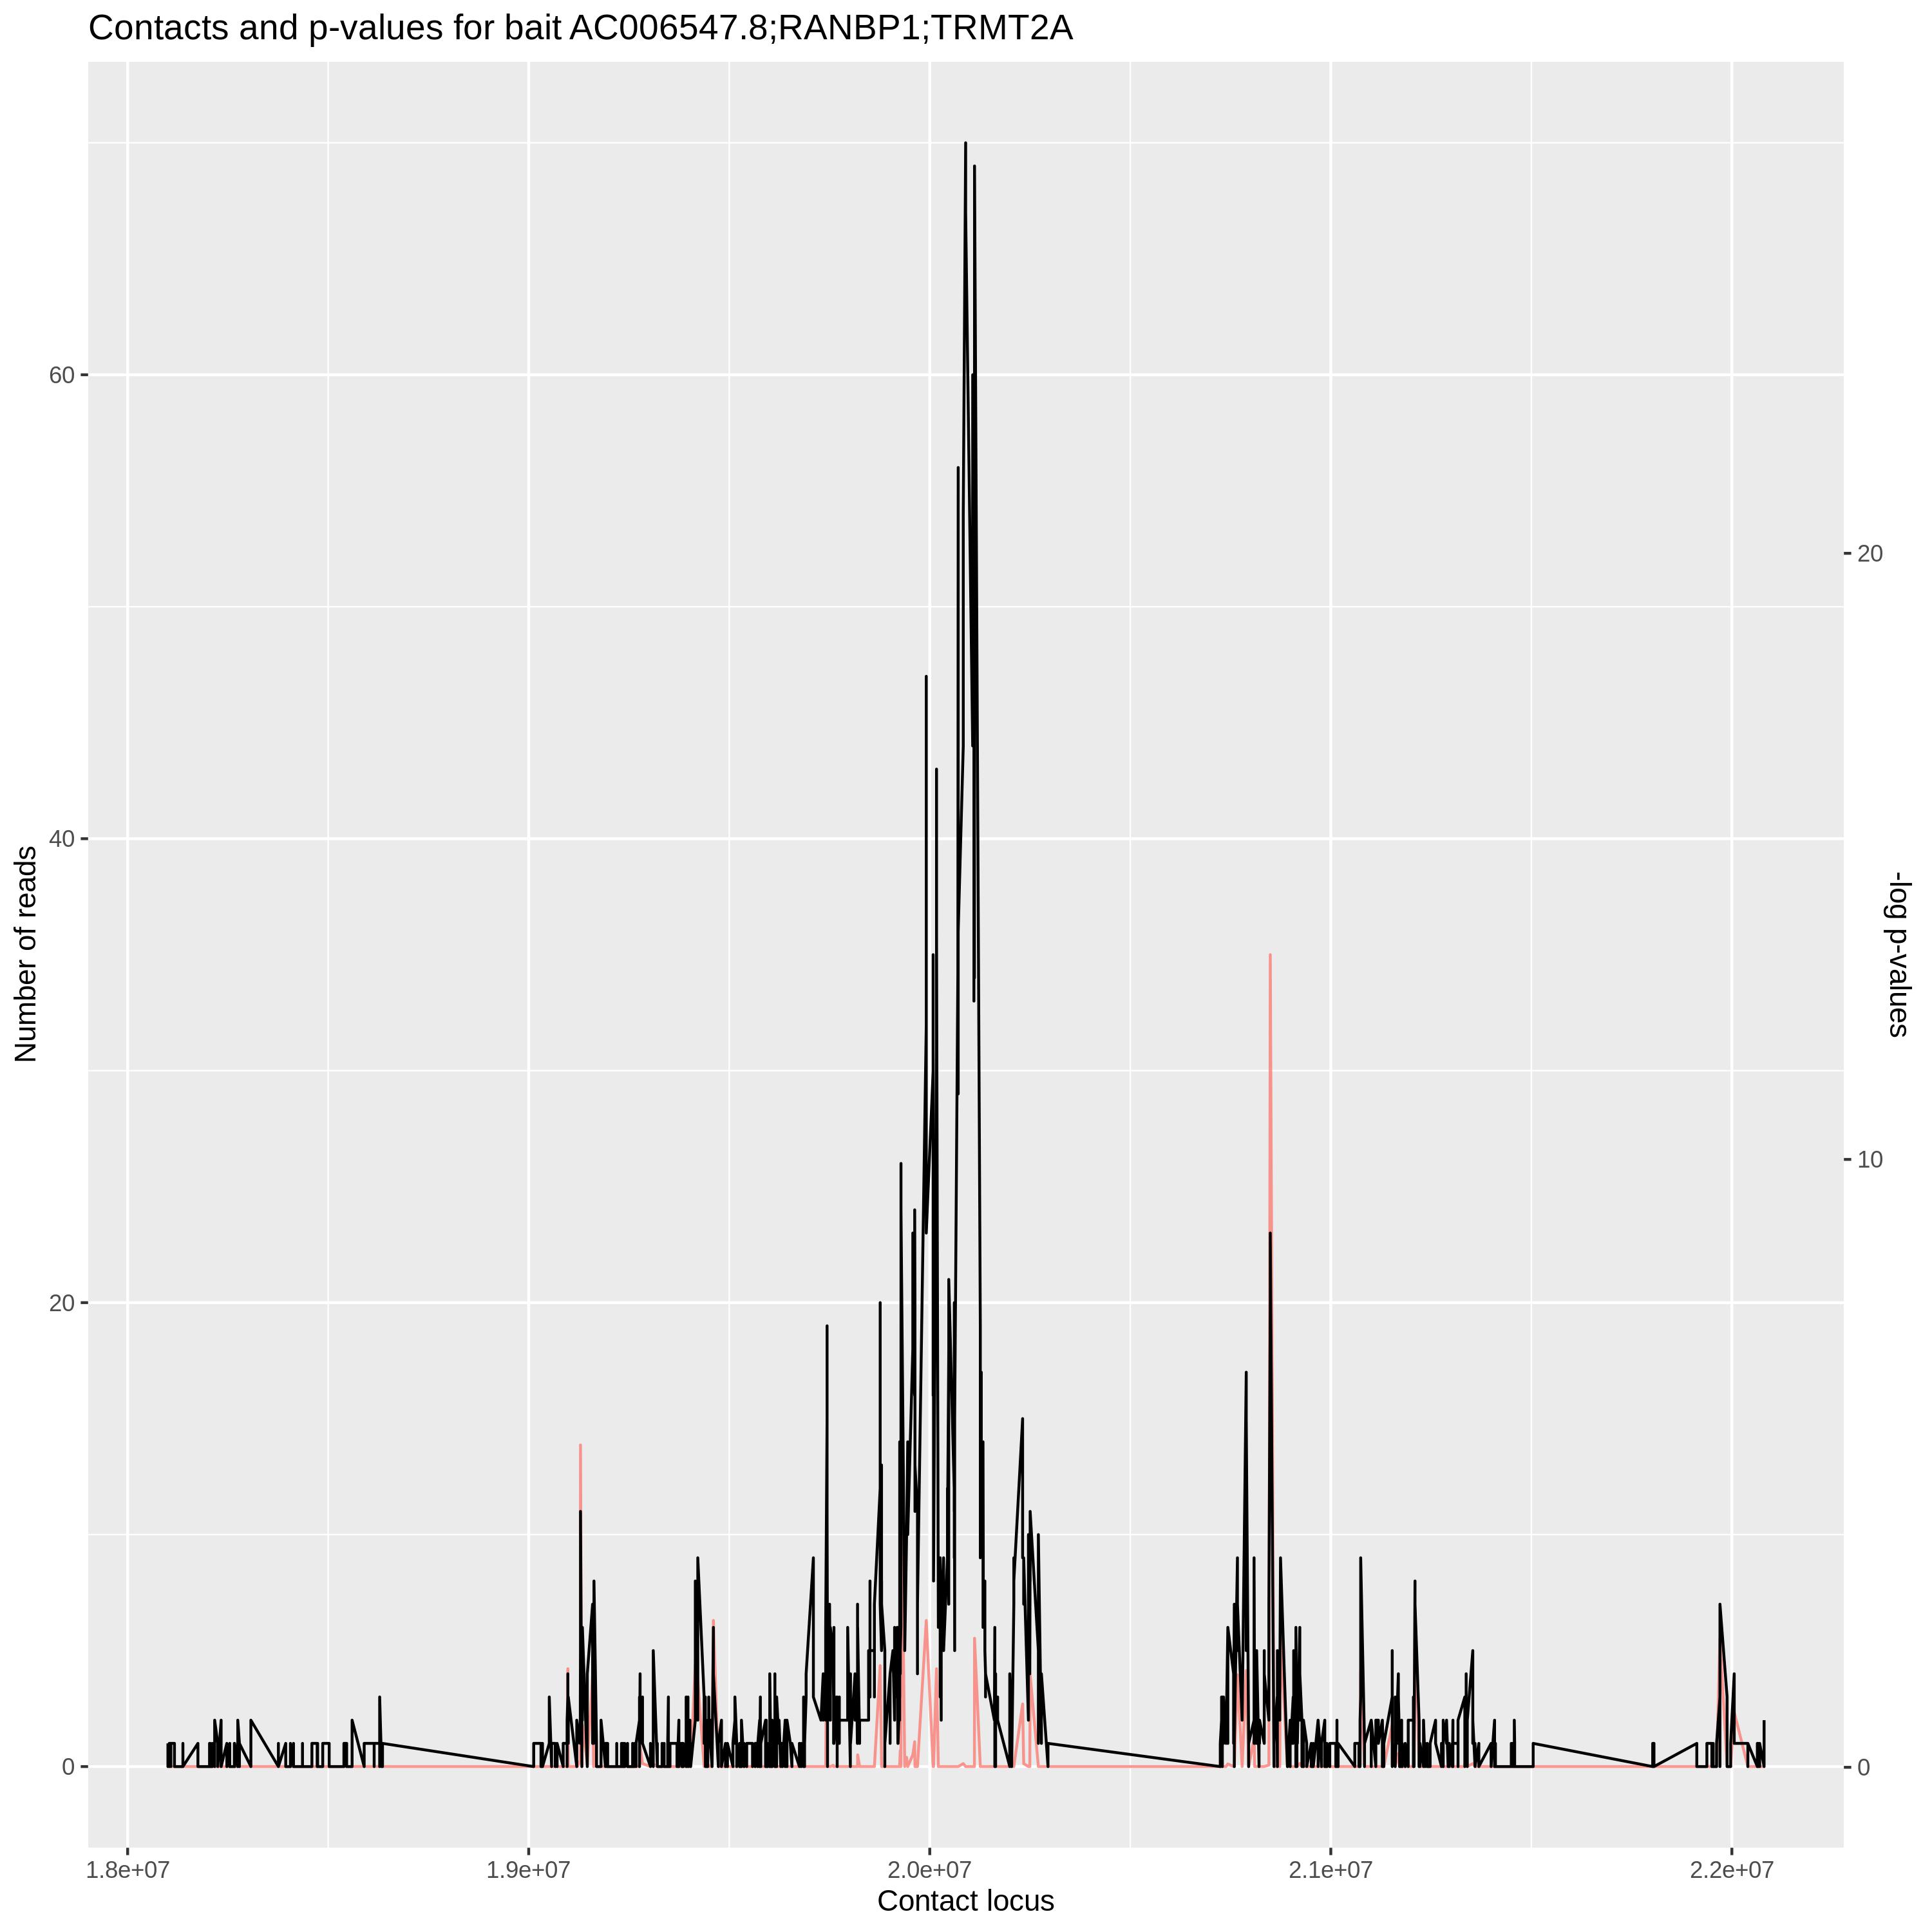 Contacts and p-values for bait AC006547.8;RANBP1;TRMT2A
60
40
20
0
Number of reads
20
10
0
-log p-values
1.8e+07 1.9e+07 2.0e+07 2.1e+07 2.2e+07
Contact locus